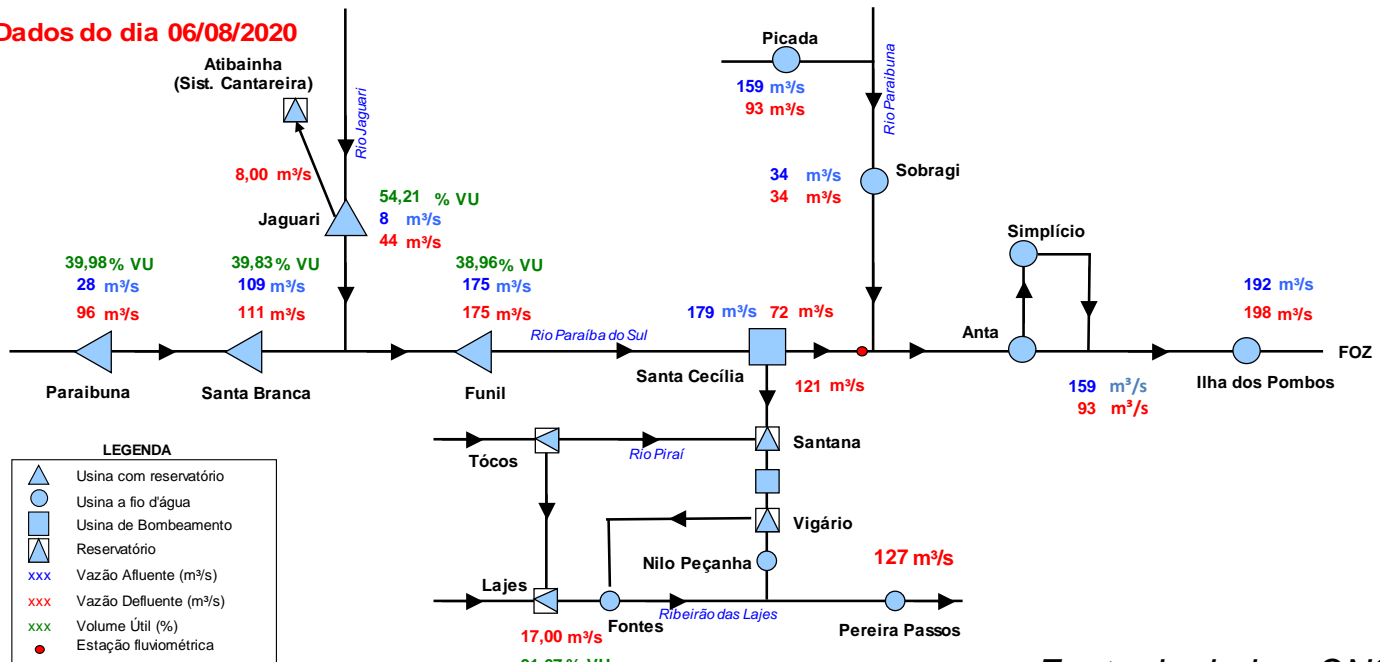 Dados do dia 06/08/2020
Atibainha
(Sist. Cantareira)
Rio Jaguari
8,00 m³/s
Jaguari
54,21 % VU
8 m³/s
44 m³/s
Picada
159 m³/s
93 m³/s
Rio Paraibuna
34 m³/s
34 m³/s
Sobragi
39,98 % VU
28 m³/s
96 m³/s
Paraibuna
39,83 % VU
109 m³/s
111 m³/s
Santa Branca
38,96 % VU
175 m³/s
175 m³/s
Funil
Rio Paraíba do Sul
179 m³/s 72 m³/s
Santa Cecília
121 m³/s
Simplício
Anta
159 m³/s
93 m³/s
192 m³/s
198 m³/s
Ilha dos Pombos
FOZ
Tócos
Rio Piraí
Santana
Vigário
Nilo Peçanha
127 m³/s
Lajes
Fontes
Ribeirão das Lajes
Pereira Passos
17,00 m³/s
LEGENDA
Usina com reservatório
Usina a fio d'água
Usina de Bombeamento
Reservatório
xxx Vazão Afluente (m³/s)
xxx Vazão Defluente (m³/s)
xxx Volume Útil (%)
Estação fluviométrica